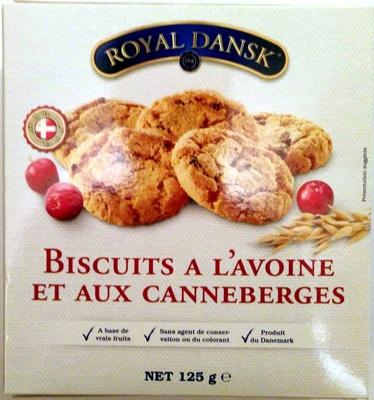 ROYAL DANSK
Présentation suggérée
BISCUITS A L'AVOINE
ET AUX CANNEBERGES
A base de
vrais fruits
Sans agent de conser-
vation ou du colorant
Produit
du Danemark
NET 125 g e